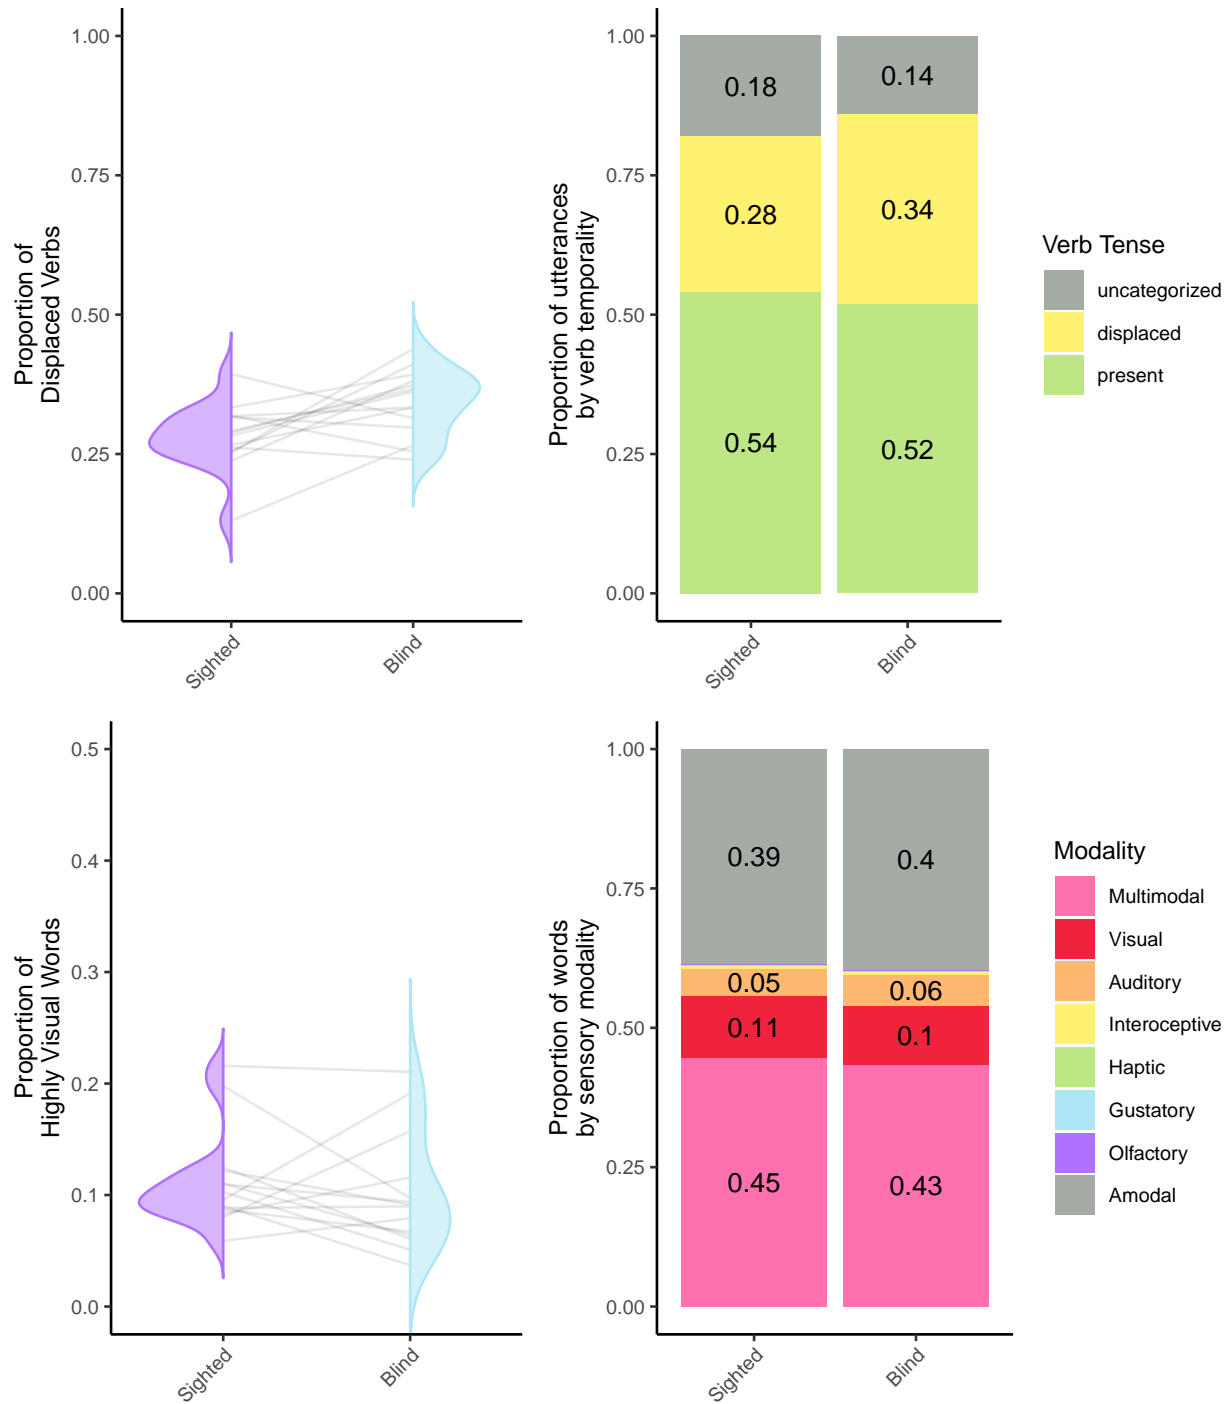 Proportion of
Displaced Verbs
1.00
0.75
0.50
0.25
0.00
Sighted
Blind
Proportion of utterances
by verb temporality
1.00
0.75
0.50
0.25
0.00
0.18
0.14
0.28
0.34
0.54
0.52
Sighted
Blind
Verb Tense
uncategorized
displaced
present
Proportion of
Highly Visual Words
0.5
0.4
0.3
0.2
0.1
0.0
Sighted
Blind
Proportion of words
by sensory modality
1.00
0.75
0.50
0.25
0.00
0.39
0.4
0.05
0.06
0.11
0.1
0.45
0.43
Sighted
Blind
Modality
Multimodal
Visual
Auditory
Interoceptive
Haptic
Gustatory
Olfactory
Amodal